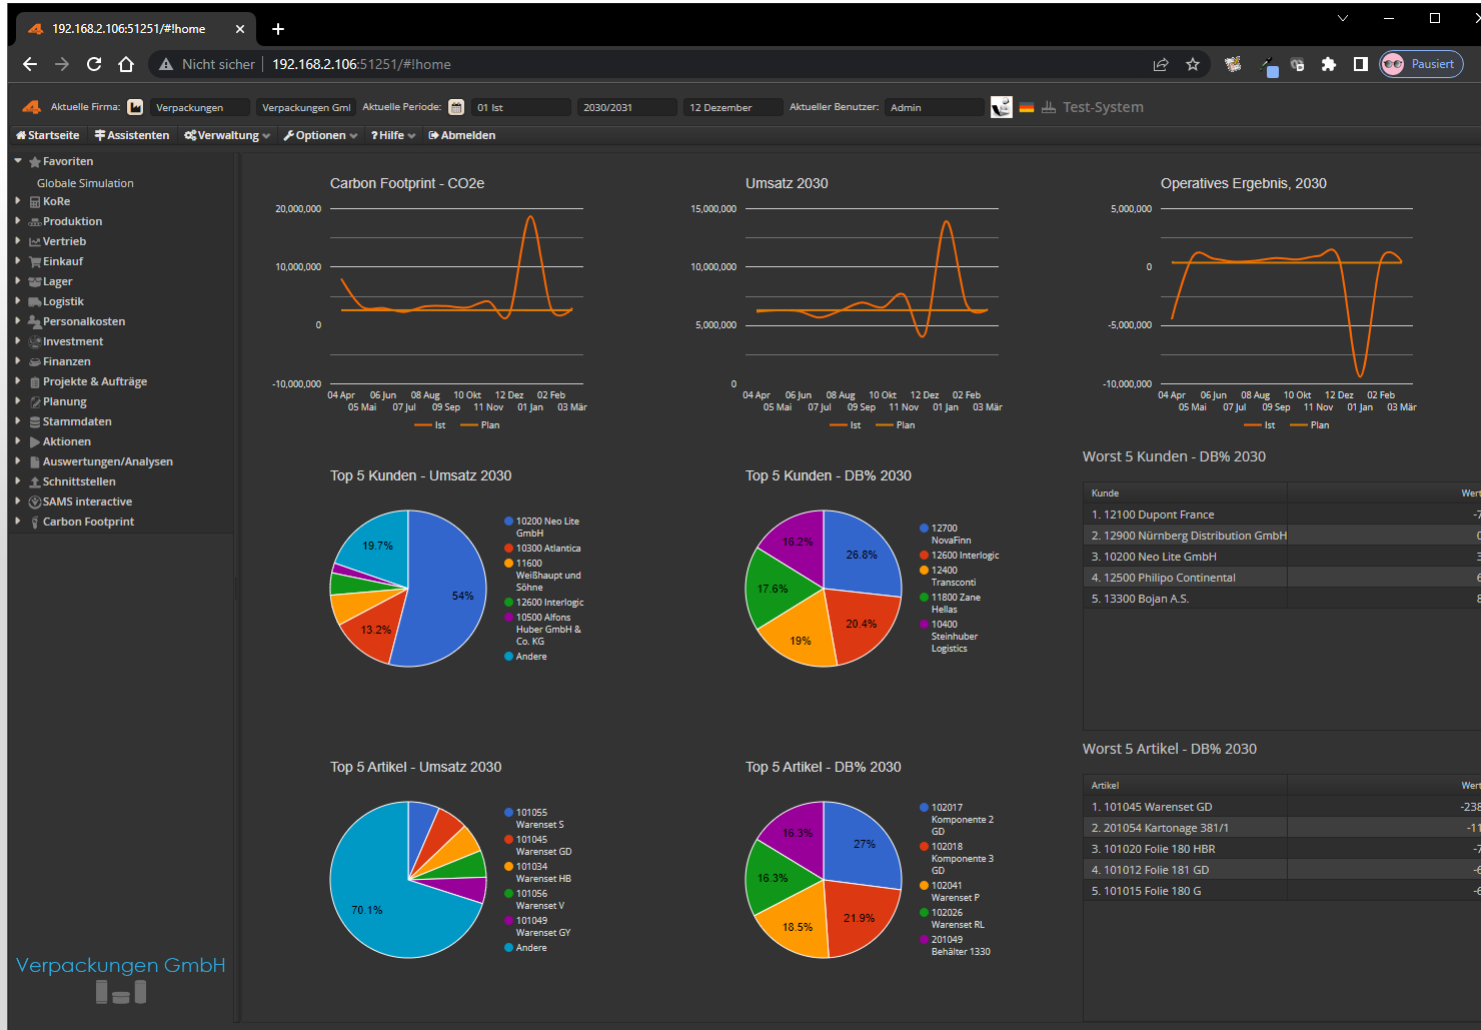 192.168.2.106:51251/#!home
Nicht sicher
192.168.2.106:51251/#!home
Pausiert
Aktuelle Firma:
Verpackungen
Verpackungen Gml
Aktuelle Periode:
01 Ist
2030/2031
12 Dezember
Aktueller Benutzer:
Admin
Test-System
Startseite
Assistenten
Verwaltung
Optionen
? Hilfe
Abmelden
Favoriten
Globale Simulation
KoRe
Produktion
Vertrieb
Einkauf
Lager
Logistik
Personalkosten
Investment
Finanzen
Projekte & Aufträge
Planung
Stammdaten
Aktionen
Auswertungen/Analysen
Schnittstellen
SAMS interactive
Carbon Footprint
Verpackungen GmbH
Carbon Footprint - CO2e
20,000,000
10,000,000
0
-10,000,000
04 Apr 06 Jun 08 Aug 10 Okt 12 Dez 02 Feb
05 Mai 07 Jul 09 Sep 11 Nov 01 Jan 03 Mär
Ist Plan
Umsatz 2030
15,000,000
10,000,000
5,000,000
0
04 Apr 06 Jun 08 Aug 10 Okt 12 Dez 02 Feb
05 Mai 07 Jul 09 Sep 11 Nov 01 Jan 03 Mär
Ist Plan
Operatives Ergebnis, 2030
5,000,000
0
-5,000,000
-10,000,000
04 Apr 06 Jun 08 Aug 10 Okt 12 Dez 02 Feb
05 Mai 07 Jul 09 Sep 11 Nov 01 Jan 03 Mär
Ist Plan
Top 5 Kunden - Umsatz 2030
19.7%
54%
13.2%
10200 Neo Lite
GmbH
10300 Atlantica
11600
Weißhaupt und
Söhne
12600 Interlogic
10500 Alfons
Huber GmbH &
Co. KG
Andere
Top 5 Kunden - DB% 2030
16.2%
26.8%
17.6%
20.4%
19%
12700
NovaFinn
12600 Interlogic
12400
Transconti
11800 Zane
Hellas
10400
Steinhuber
Logistics
Worst 5 Kunden - DB% 2030
Kunde Wert
1. 12100 Dupont France -7
2. 12900 Nürnberg Distribution GmbH 0
3. 10200 Neo Lite GmbH 3
4. 12500 Philipo Continental 6
5. 13300 Bojan A.S. 8
Top 5 Artikel - Umsatz 2030
70.1%
101055
Warenset S
101045
Warenset GD
101034
Warenset HB
101056
Warenset V
101049
Warenset GY
Andere
Top 5 Artikel - DB% 2030
16.3%
27%
16.3%
21.9%
18.5%
102017
Komponente 2
GD
102018
Komponente 3
GD
102041
Warenset P
102026
Warenset RL
201049
Behälter 1330
Worst 5 Artikel - DB% 2030
Artikel Wert
1. 101045 Warenset GD -238
2. 201054 Kartonage 381/1 -11
3. 101020 Folie 180 HBR -7
4. 101012 Folie 181 GD -6
5. 101015 Folie 180 G -6